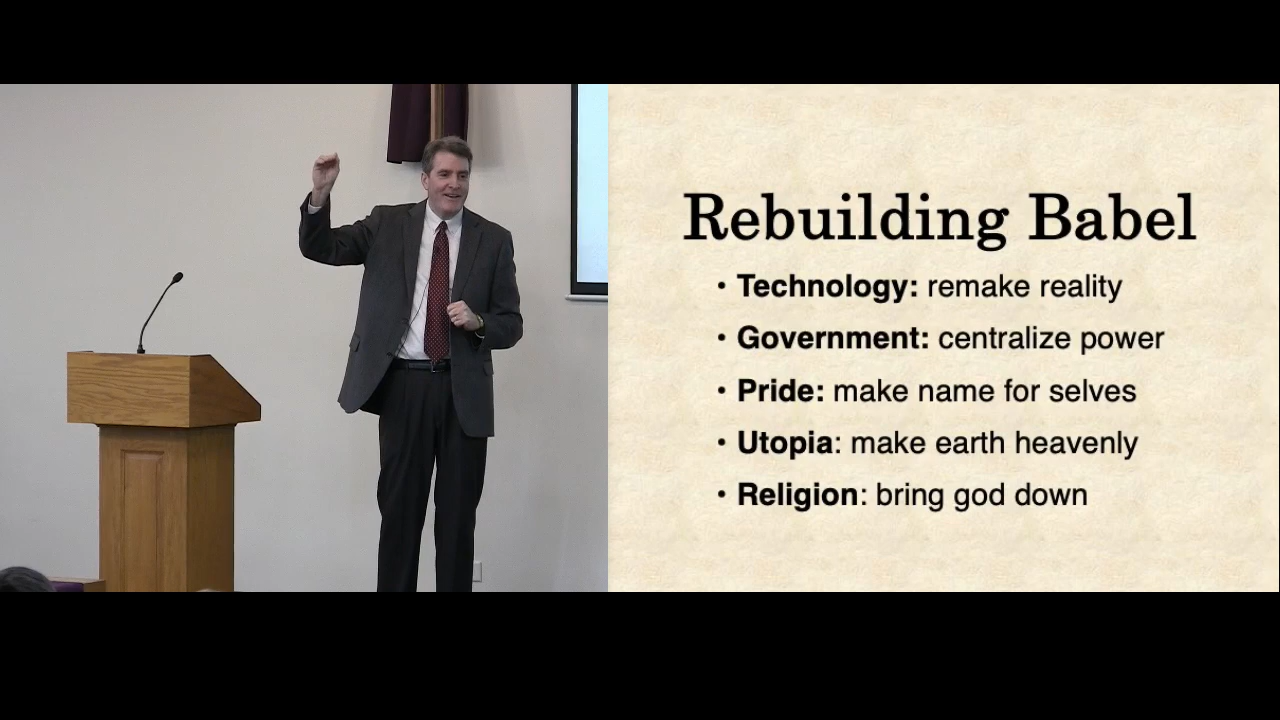 Rebuilding Babel
• Technology: remake reality
• Government: centralize power
• Pride: make name for selves
• Utopia: make earth heavenly
• Religion: bring god down